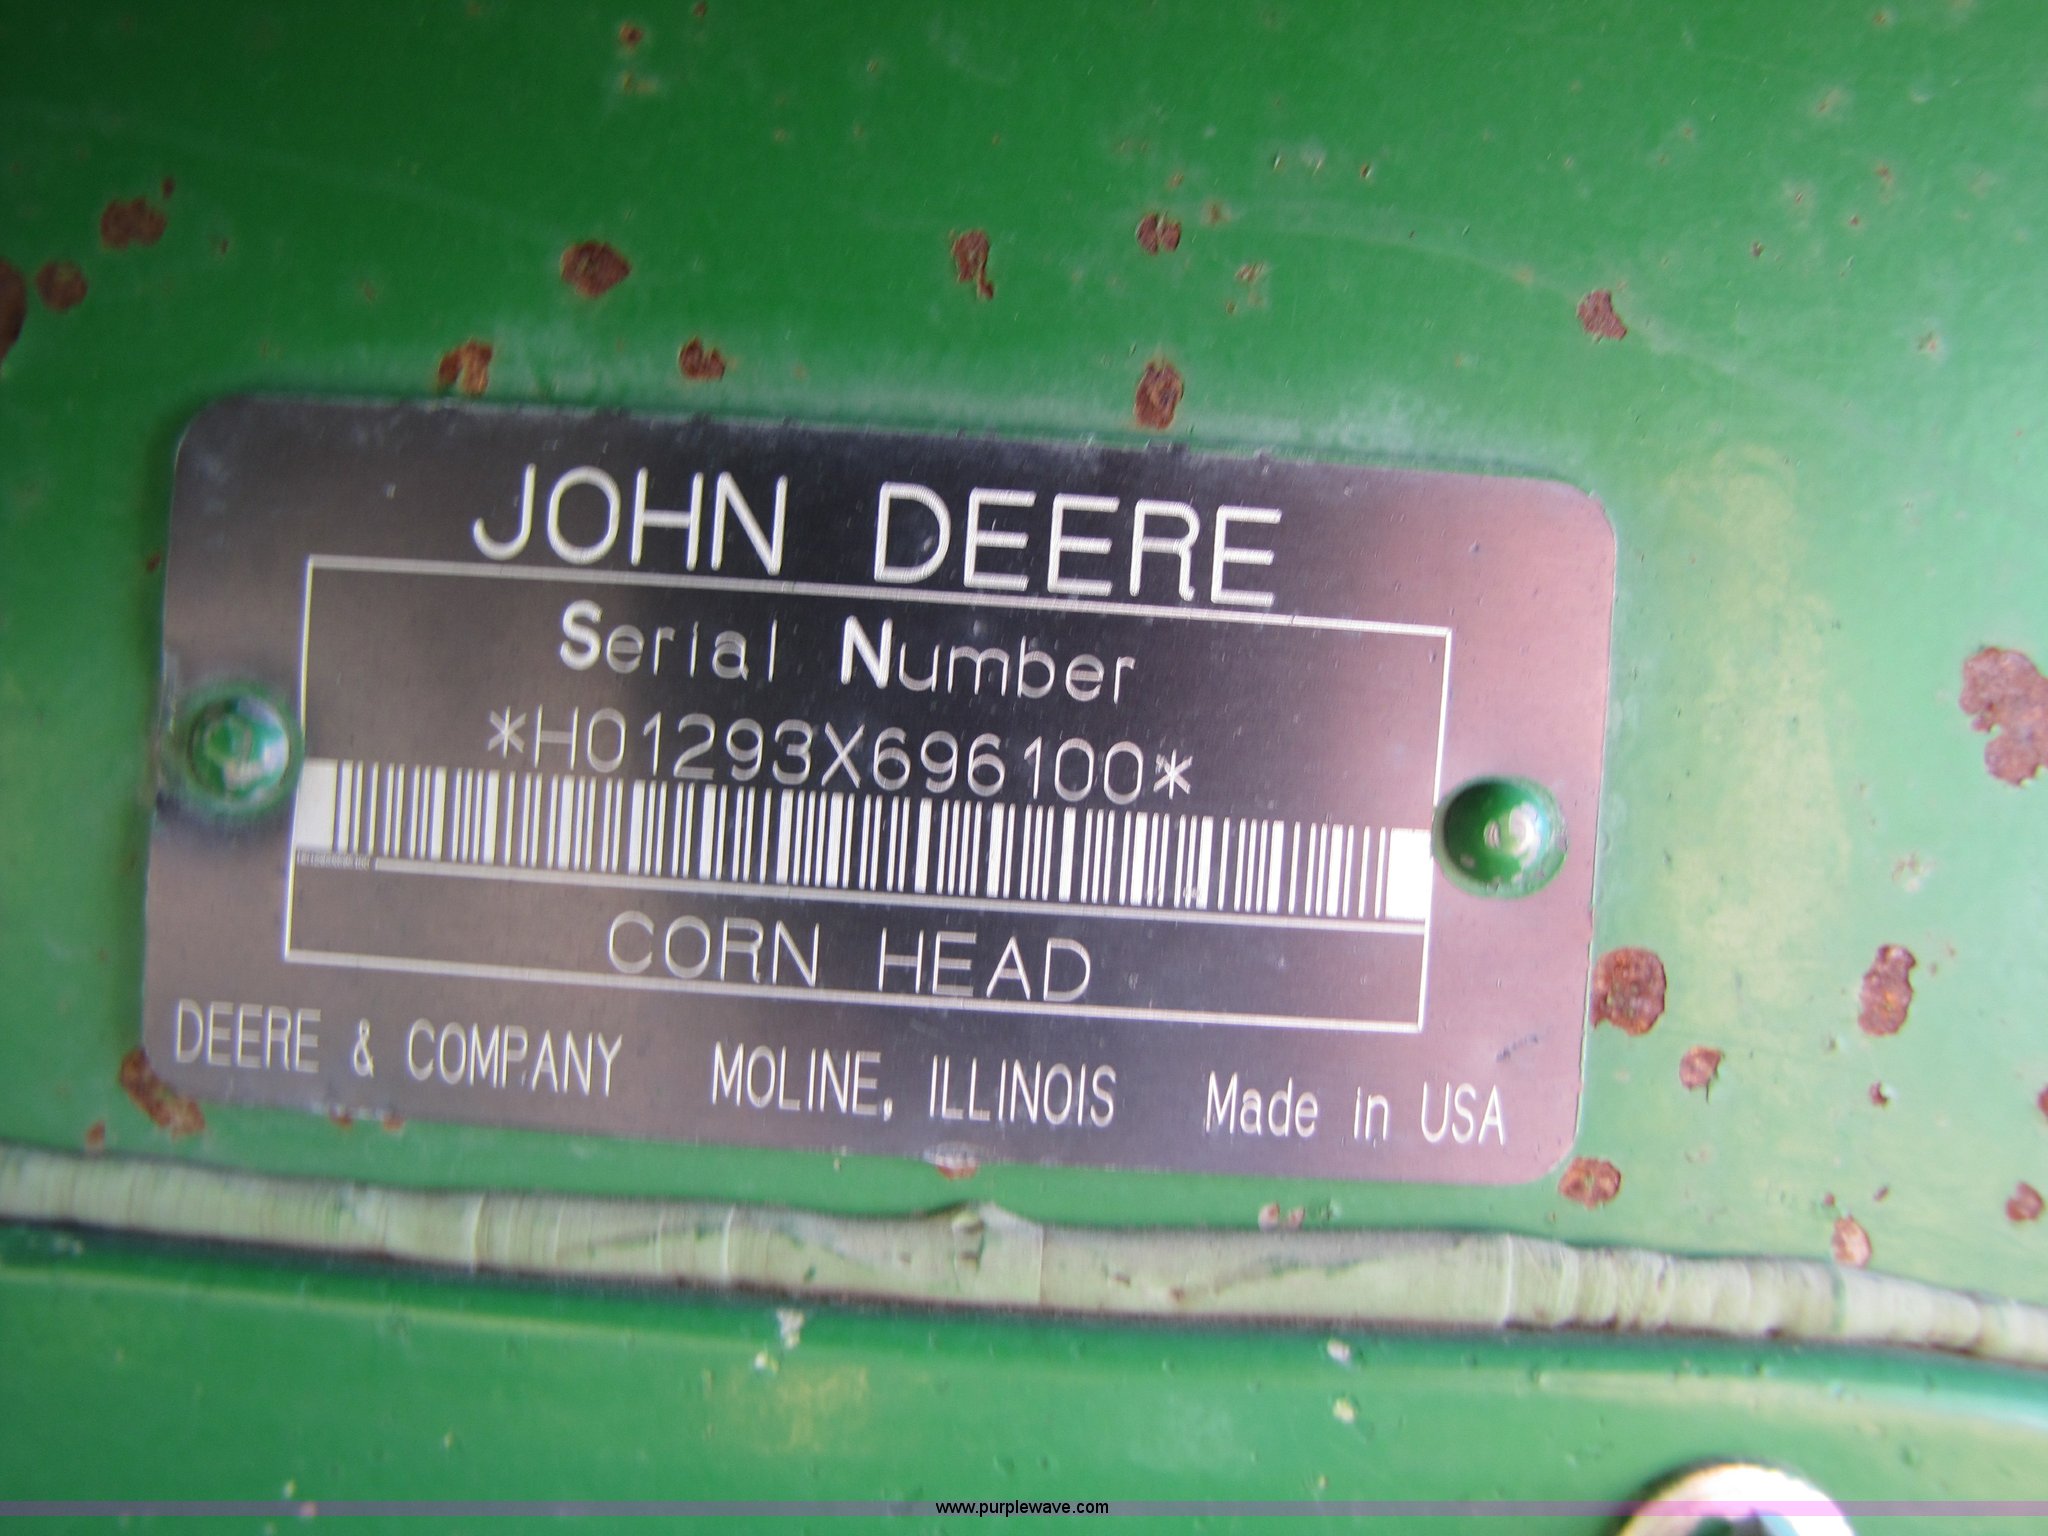 JOHN DEERE
Serial Number
*H01293X696100*
CORN HEAD
DEERE & COMPANY MOLINE, ILLINOIS Made in USA
www.purplewave.com